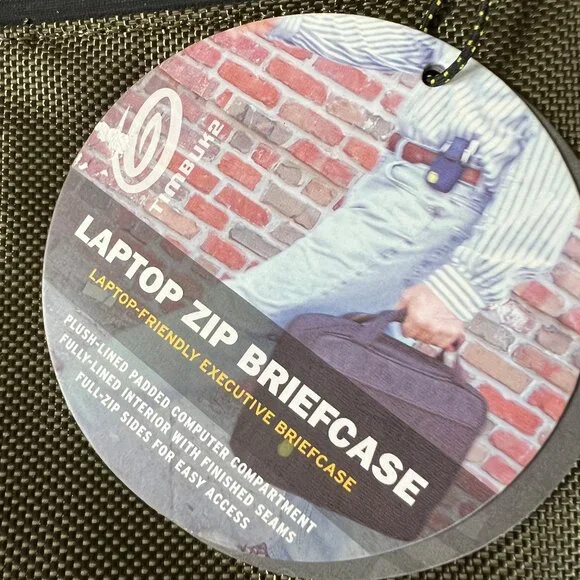 TIMBUK2
LAPTOP ZIP BRIEFCASE
LAPTOP-FRIENDLY EXECUTIVE BRIEFCASE
PLUSH-LINED PADDED COMPUTER COMPARTMENT
FULLY-LINED INTERIOR WITH FINISHED SEAMS
FULL-ZIP SIDES FOR EASY ACCESS